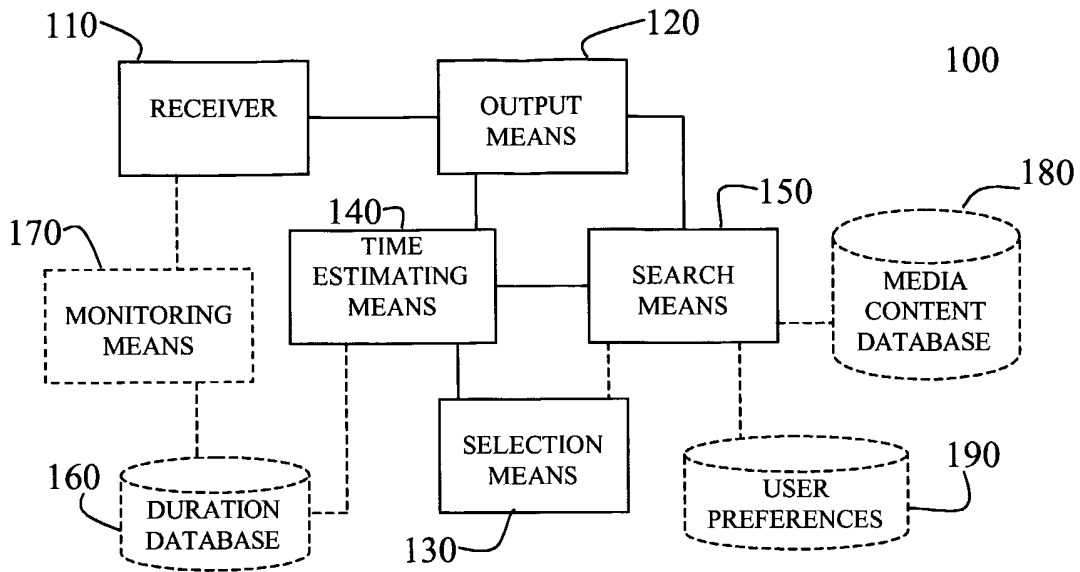 110
120
100
RECEIVER
OUTPUT
MEANS
140
150
180
170
TIME
ESTIMATING
MEANS
SEARCH
MEANS
MEDIA
CONTENT
DATABASE
MONITORING
MEANS
160
DURATION
DATABASE
SELECTION
MEANS
130
USER
PREFERENCES
190